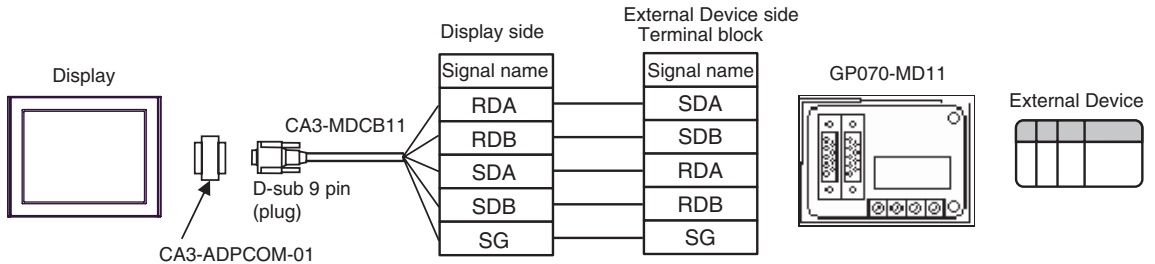 Display
CA3-ADPCOM-01
D-sub 9 pin
(plug)
CA3-MDCB11
Display side
Signal name
RDA
RDB
SDA
SDB
SG
External Device side
Terminal block
Signal name
SDA
SDB
RDA
RDB
SG
GP070-MD11
External Device